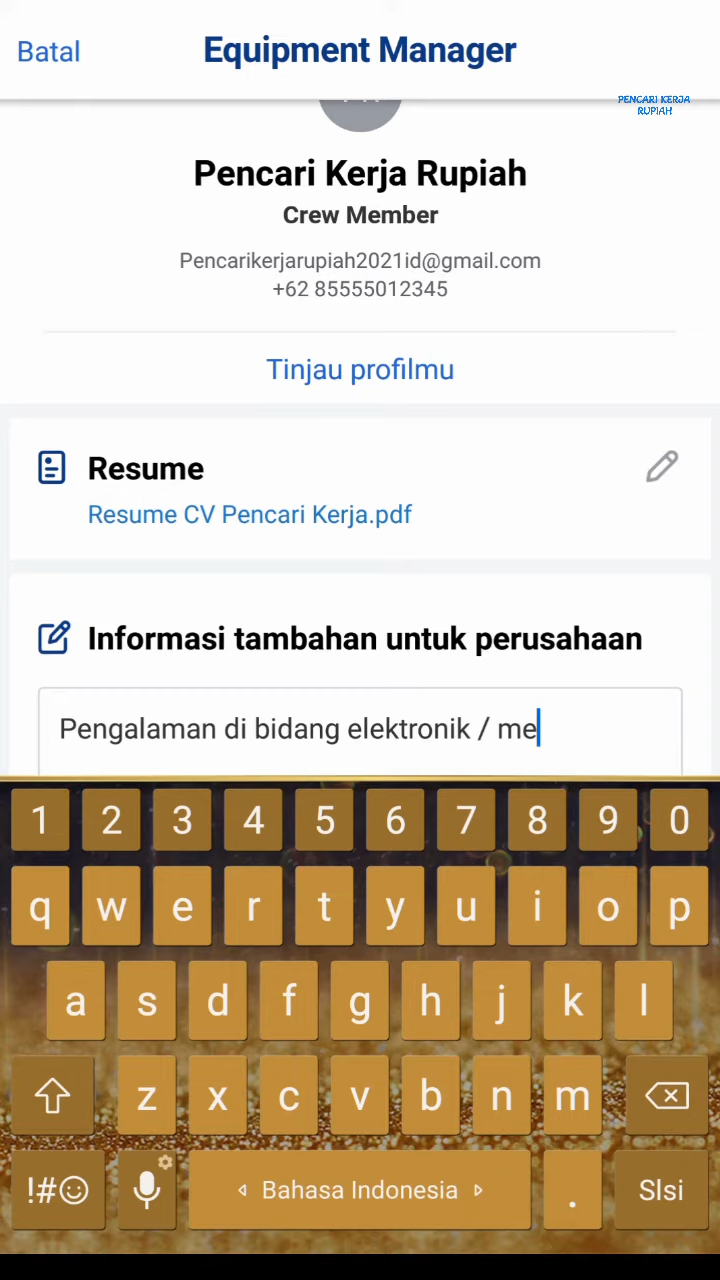 Batal
Equipment Manager
PENCARI KERJA
RUPIAH
Pencari Kerja Rupiah
Crew Member
Pencarikerjarupiah2021id@gmail.com
+62 85555012345
Tinjau profilmu
Resume
Resume CV Pencari Kerja.pdf
Informasi tambahan untuk perusahaan
Pengalaman di bidang elektronik / me
1 2 3 4 5 6 7 8 9 0
q w e r t y u i o p
a s d f g h j k l
z x c v b n m
!#☺ Bahasa Indonesia . Slsi